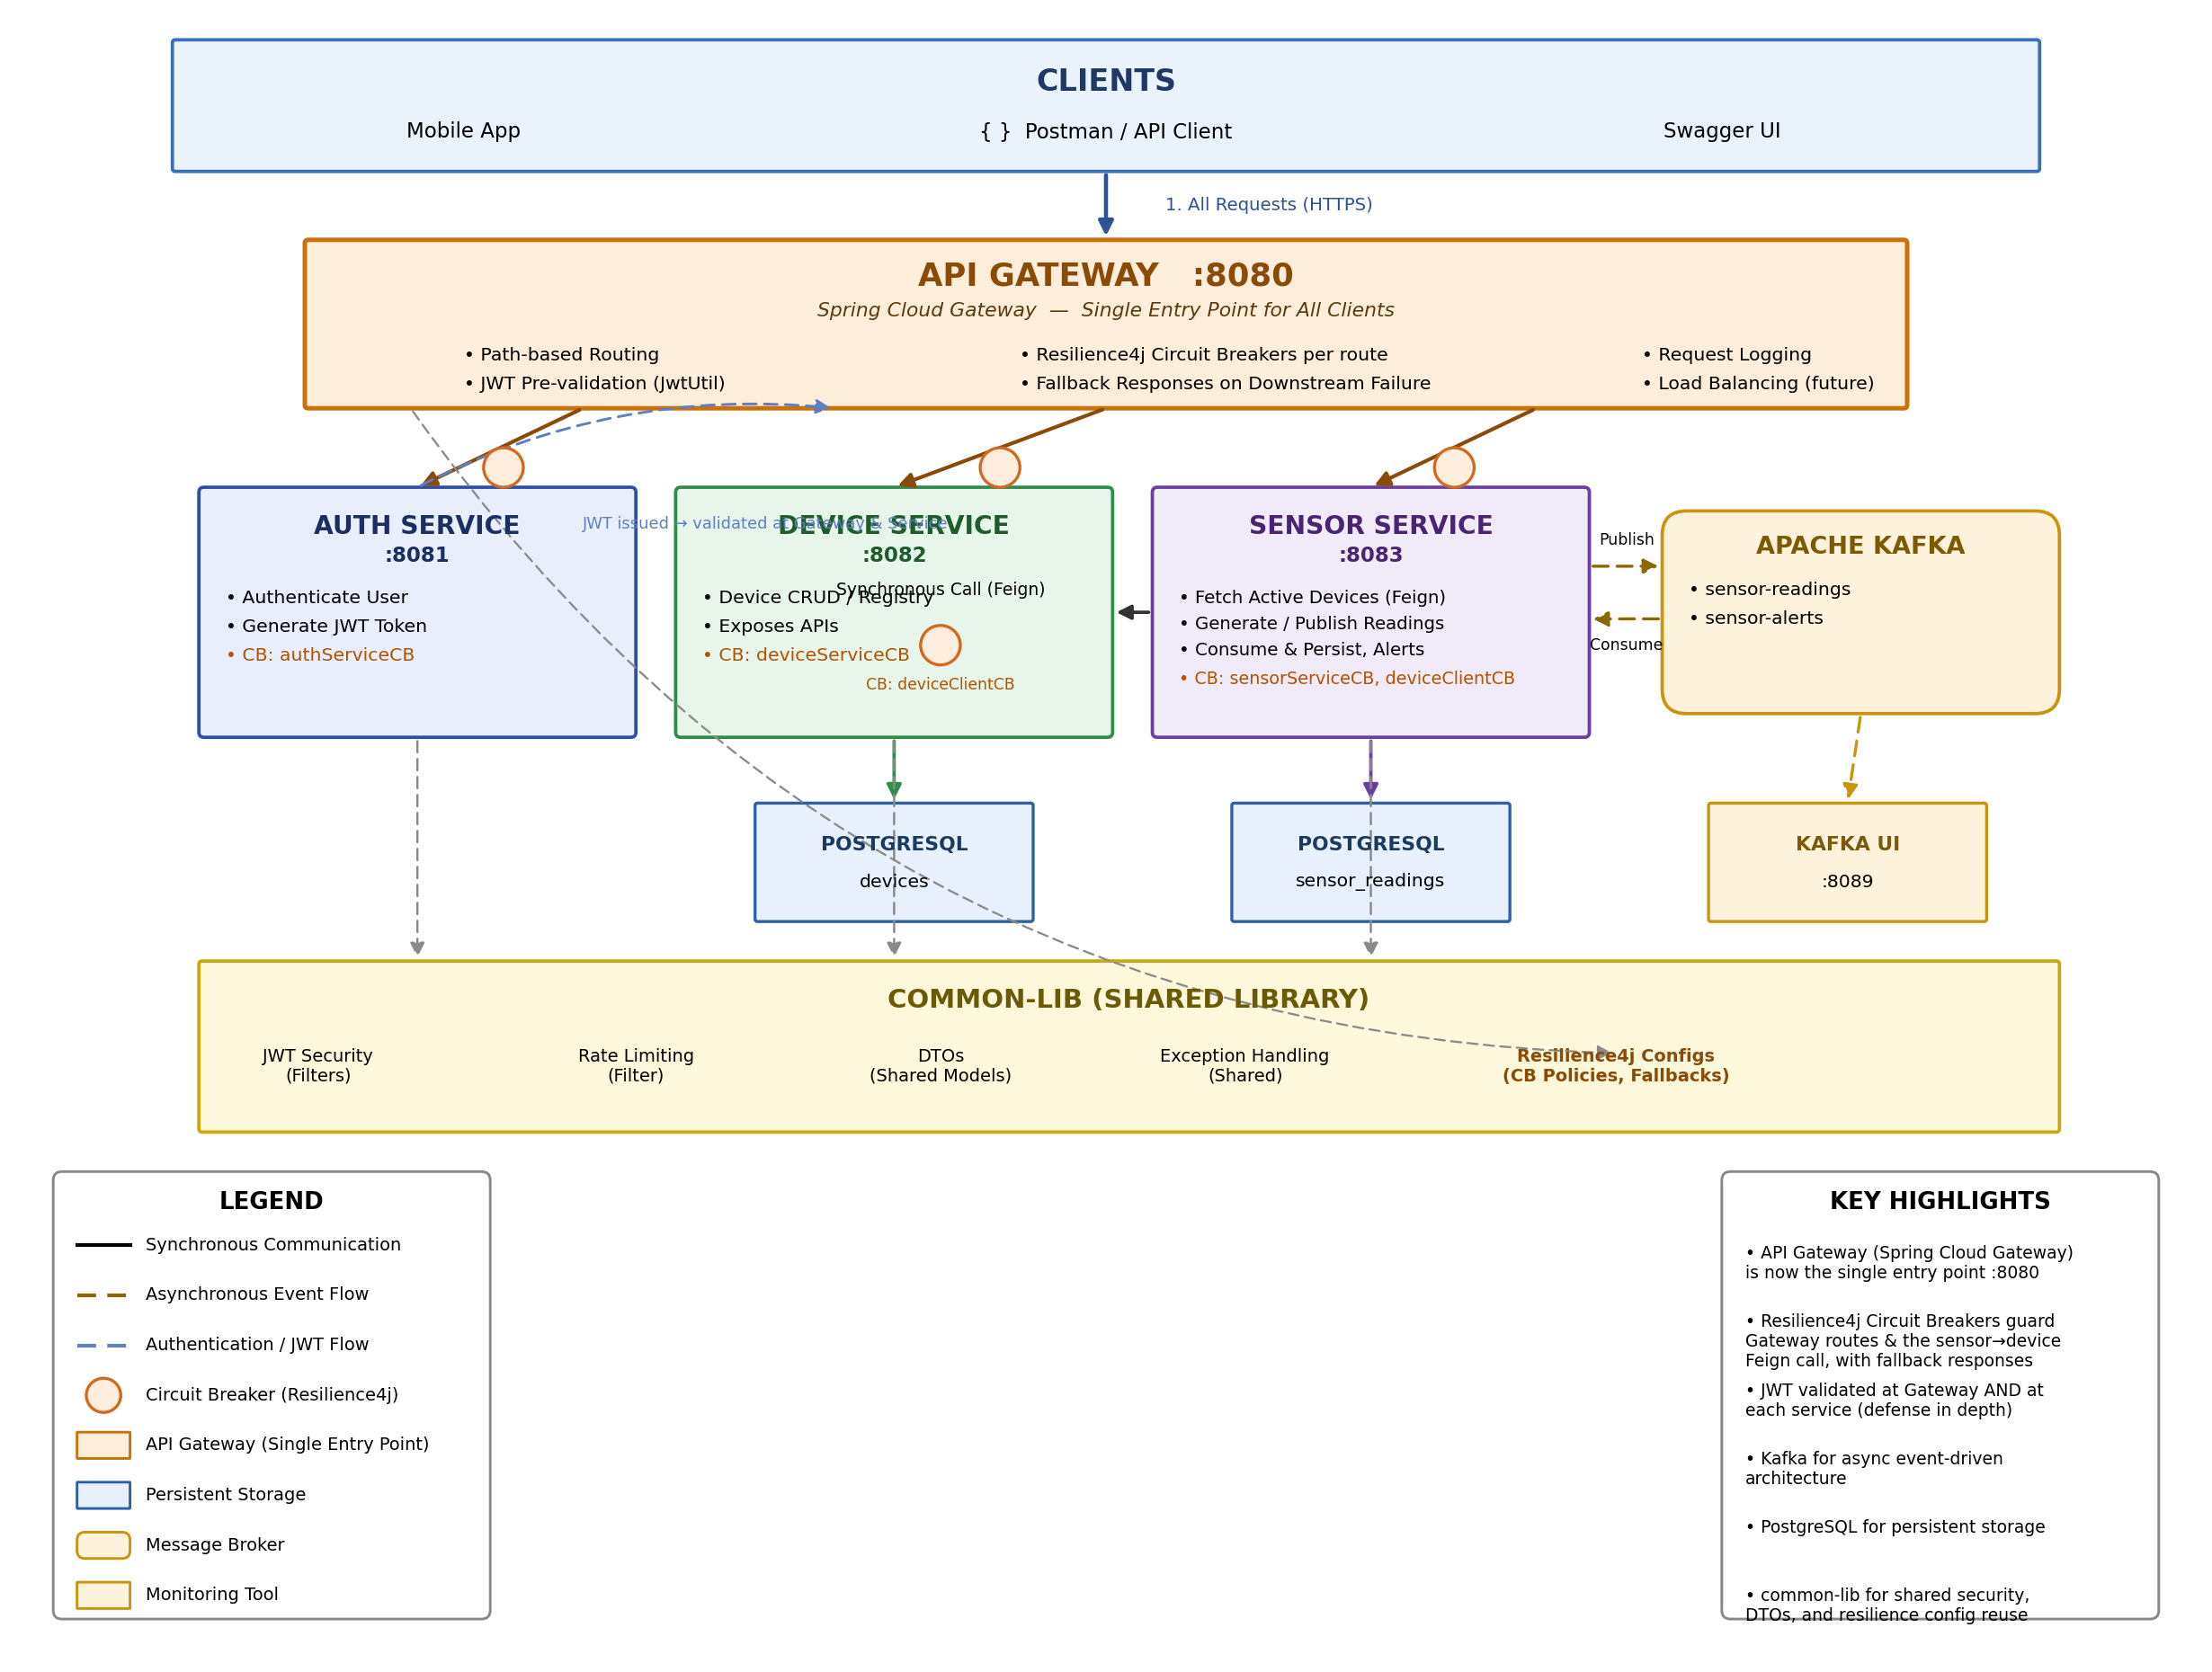 CLIENTS
Mobile App
{ } Postman / API Client
Swagger UI
1. All Requests (HTTPS)
API GATEWAY :8080
Spring Cloud Gateway — Single Entry Point for All Clients
• Path-based Routing
• JWT Pre-validation (JwtUtil)
• Resilience4j Circuit Breakers per route
• Fallback Responses on Downstream Failure
• Request Logging
• Load Balancing (future)
AUTH SERVICE
:8081
• Authenticate User
• Generate JWT Token
• CB: authServiceCB
JWT issued → validated at Gateway & Service
DEVICE SERVICE
:8082
Synchronous Call (Feign)
• Device CRUD / Registry
• Exposes APIs
• CB: deviceServiceCB
CB: deviceClientCB
SENSOR SERVICE
:8083
• Fetch Active Devices (Feign)
• Generate / Publish Readings
• Consume & Persist, Alerts
• CB: sensorServiceCB, deviceClientCB
Publish
Consume
APACHE KAFKA
• sensor-readings
• sensor-alerts
POSTGRESQL
devices
POSTGRESQL
sensor_readings
KAFKA UI
:8089
COMMON-LIB (SHARED LIBRARY)
JWT Security
(Filters)
Rate Limiting
(Filter)
DTOs
(Shared Models)
Exception Handling
(Shared)
Resilience4j Configs
(CB Policies, Fallbacks)
LEGEND
Synchronous Communication
Asynchronous Event Flow
Authentication / JWT Flow
Circuit Breaker (Resilience4j)
API Gateway (Single Entry Point)
Persistent Storage
Message Broker
Monitoring Tool
KEY HIGHLIGHTS
• API Gateway (Spring Cloud Gateway)
is now the single entry point :8080
• Resilience4j Circuit Breakers guard
Gateway routes & the sensor→device
Feign call, with fallback responses
• JWT validated at Gateway AND at
each service (defense in depth)
• Kafka for async event-driven
architecture
• PostgreSQL for persistent storage
• common-lib for shared security,
DTOs, and resilience config reuse